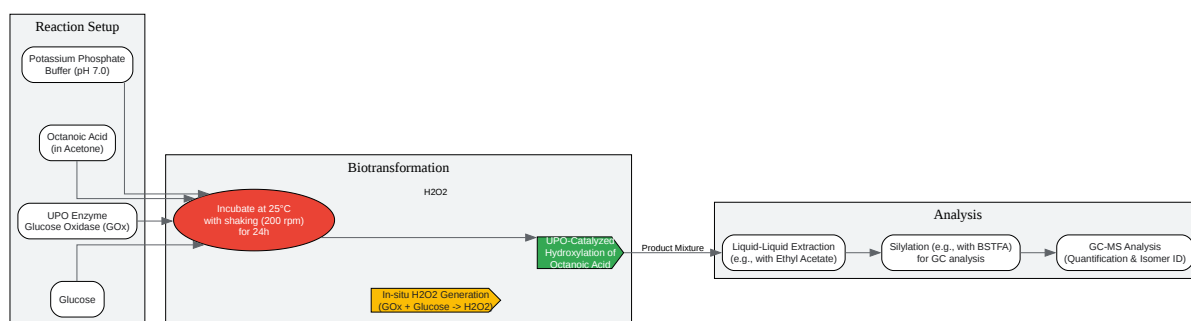 Reaction Setup
Potassium Phosphate
Buffer (pH 7.0)
Octanoic Acid
(in Acetone)
UPO Enzyme
Glucose Oxidase (GOx)
Glucose
Biotransformation
H2O2
Incubate at 25°C
with shaking (200 rpm)
for 24h
UPO-Catalyzed
Hydroxylation of
Octanoic Acid
In-situ H2O2 Generation
(GOx + Glucose -> H2O2)
Product Mixture
Analysis
Liquid-Liquid Extraction
(e.g., with Ethyl Acetate)
Silylation (e.g., with BSTFA)
for GC analysis
GC-MS Analysis
(Quantification & Isomer ID)